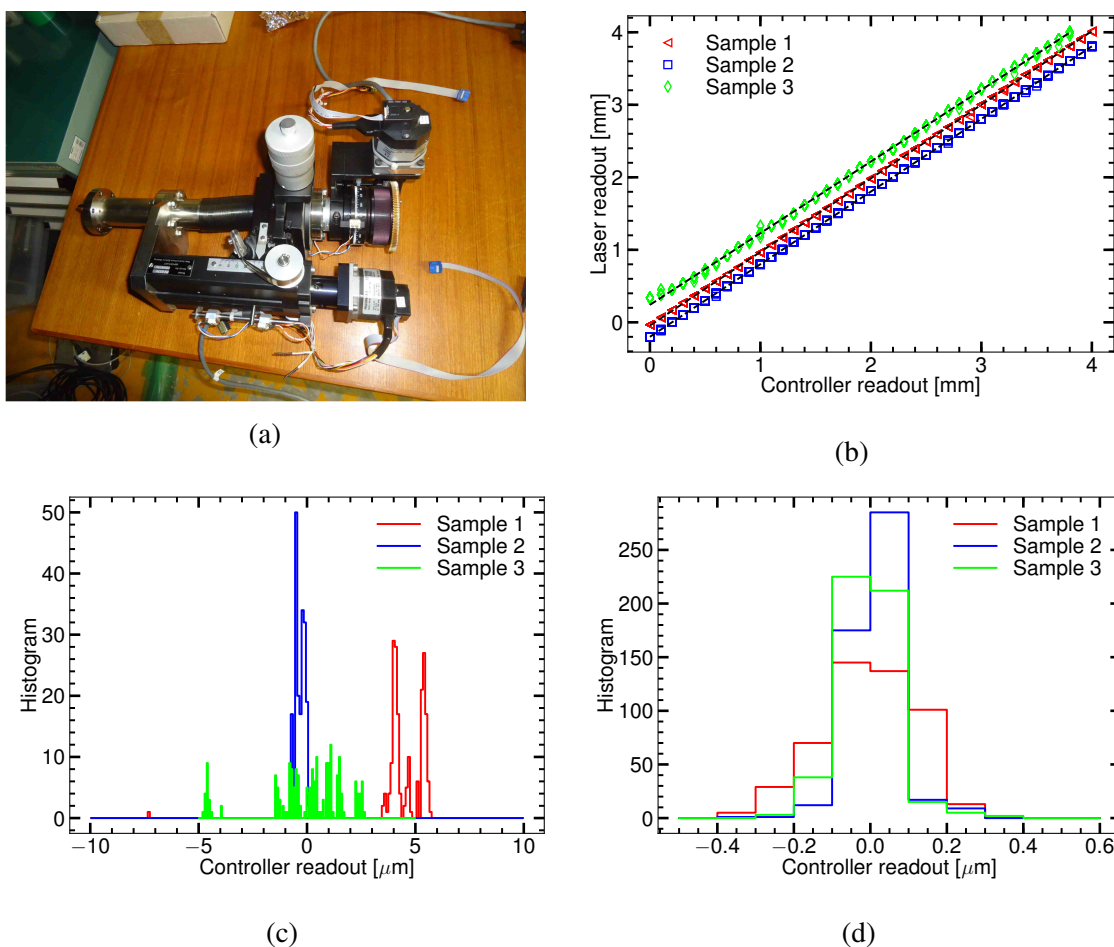 (a)
Sample 1
Sample 2
Sample 3
4
3
2
1
0
Laser readout [mm]
0 1 2 3 4
Controller readout [mm]
(b)
Sample 1
Sample 2
Sample 3
50
40
30
20
10
0
Histogram
−10 −5 0 5 10
Controller readout [μm]
(c)
Sample 1
Sample 2
Sample 3
250
200
150
100
50
0
Histogram
−0.4 −0.2 0.0 0.2 0.4 0.6
Controller readout [μm]
(d)